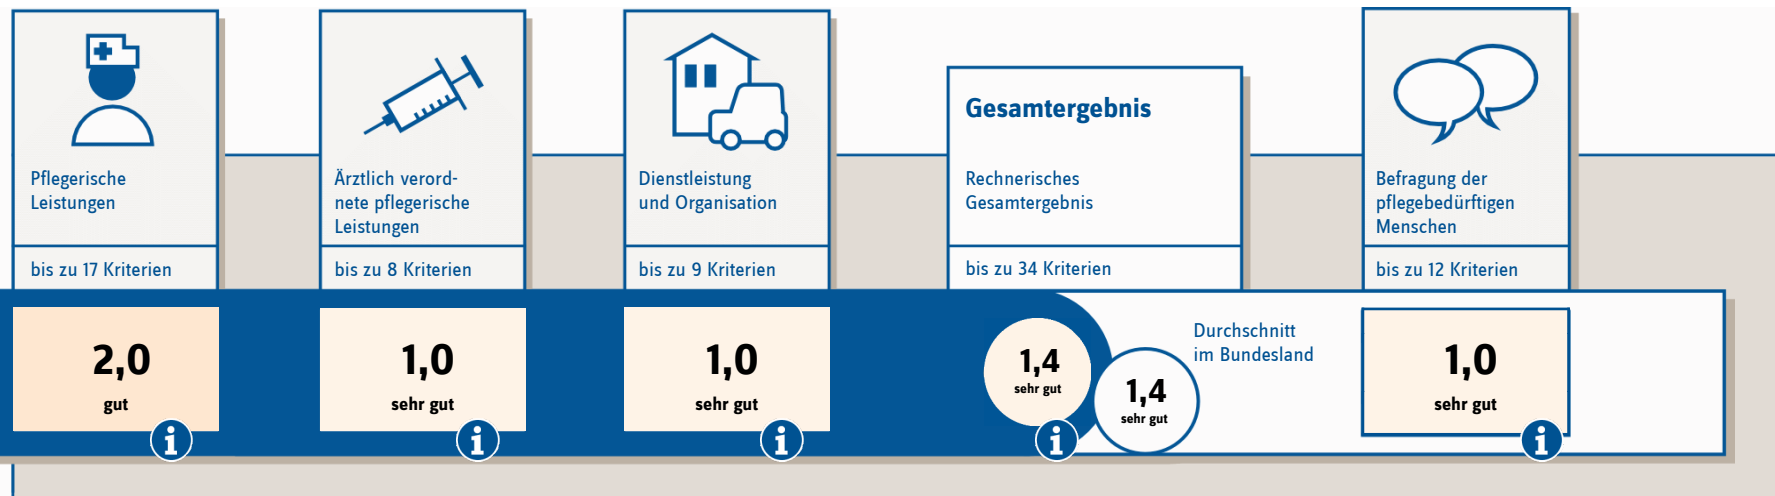 Pflegerische
Leistungen
bis zu 17 Kriterien
2,0
gut
i
Ärztlich verord-
nete pflegerische
Leistungen
bis zu 8 Kriterien
1,0
sehr gut
i
Dienstleistung
und Organisation
bis zu 9 Kriterien
1,0
sehr gut
i
Gesamtergebnis
Rechnerisches
Gesamtergebnis
bis zu 34 Kriterien
1,4
sehr gut
i
1,4
sehr gut
Durchschnitt
im Bundesland
Befragung der
pflegebedürftigen
Menschen
bis zu 12 Kriterien
1,0
sehr gut
i